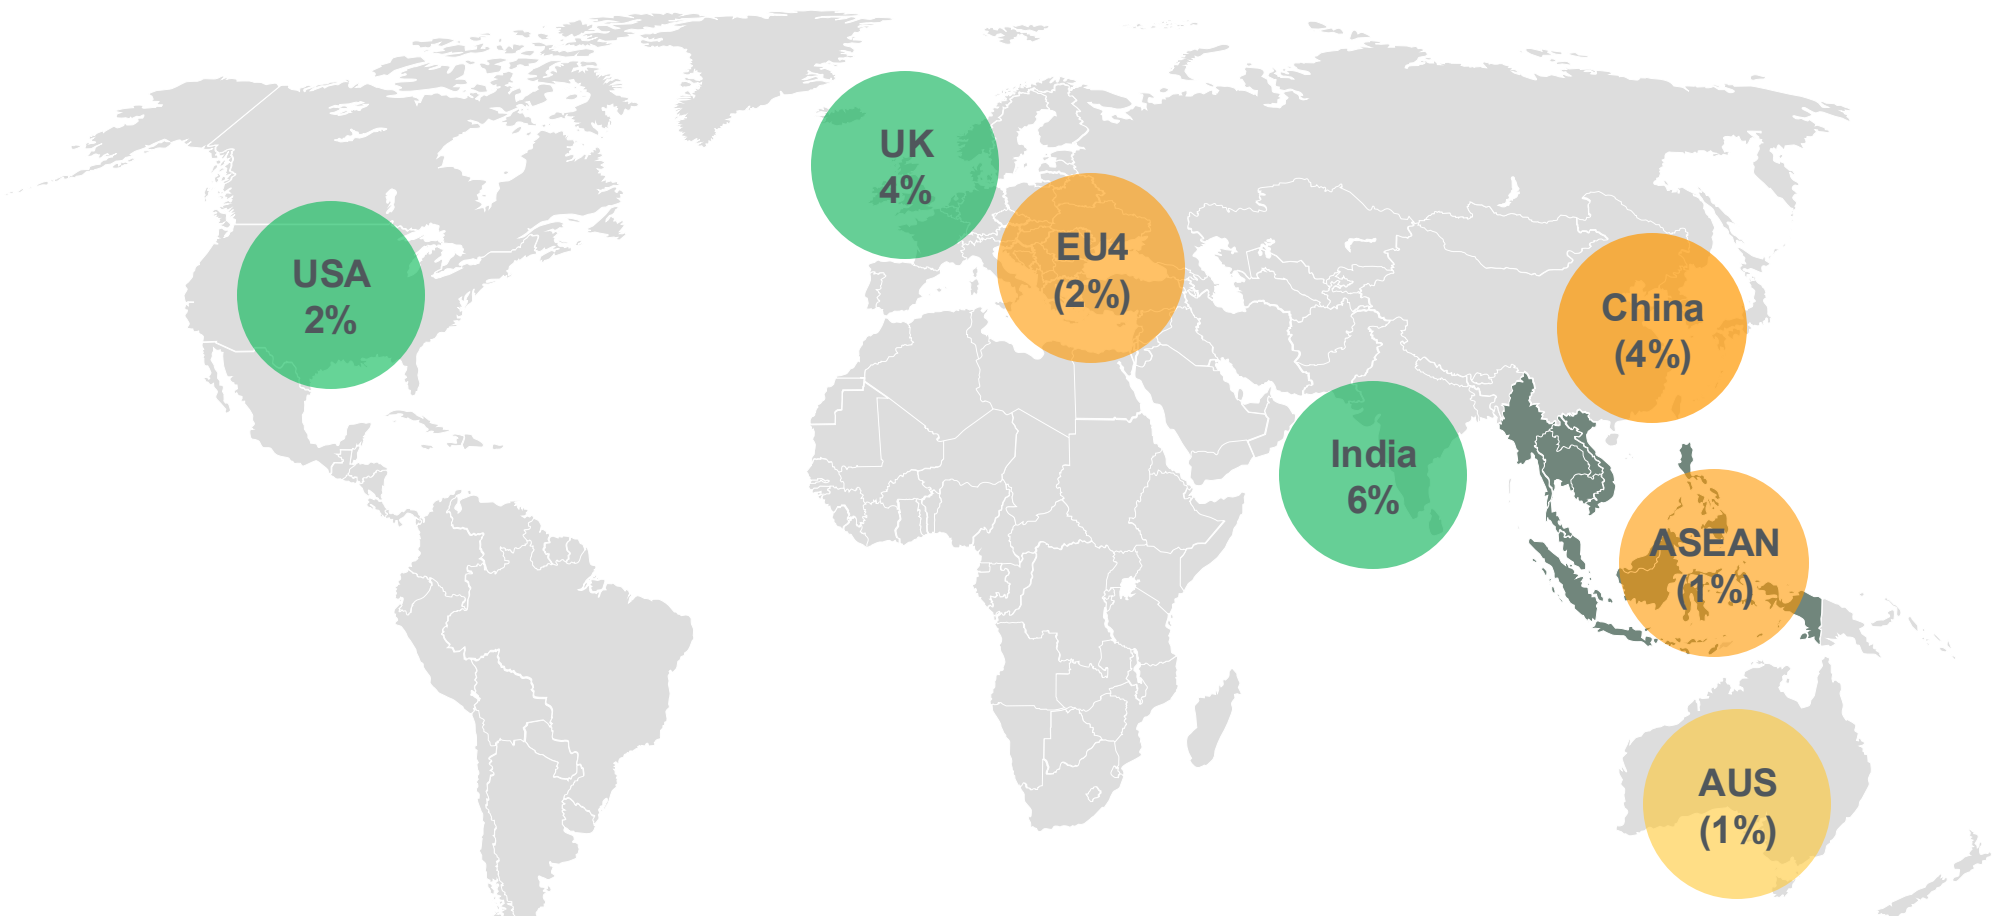 UK
4%
EU4
(2%)
USA
2%
China
(4%)
India
6%
ASEAN
(1%)
AUS
(1%)